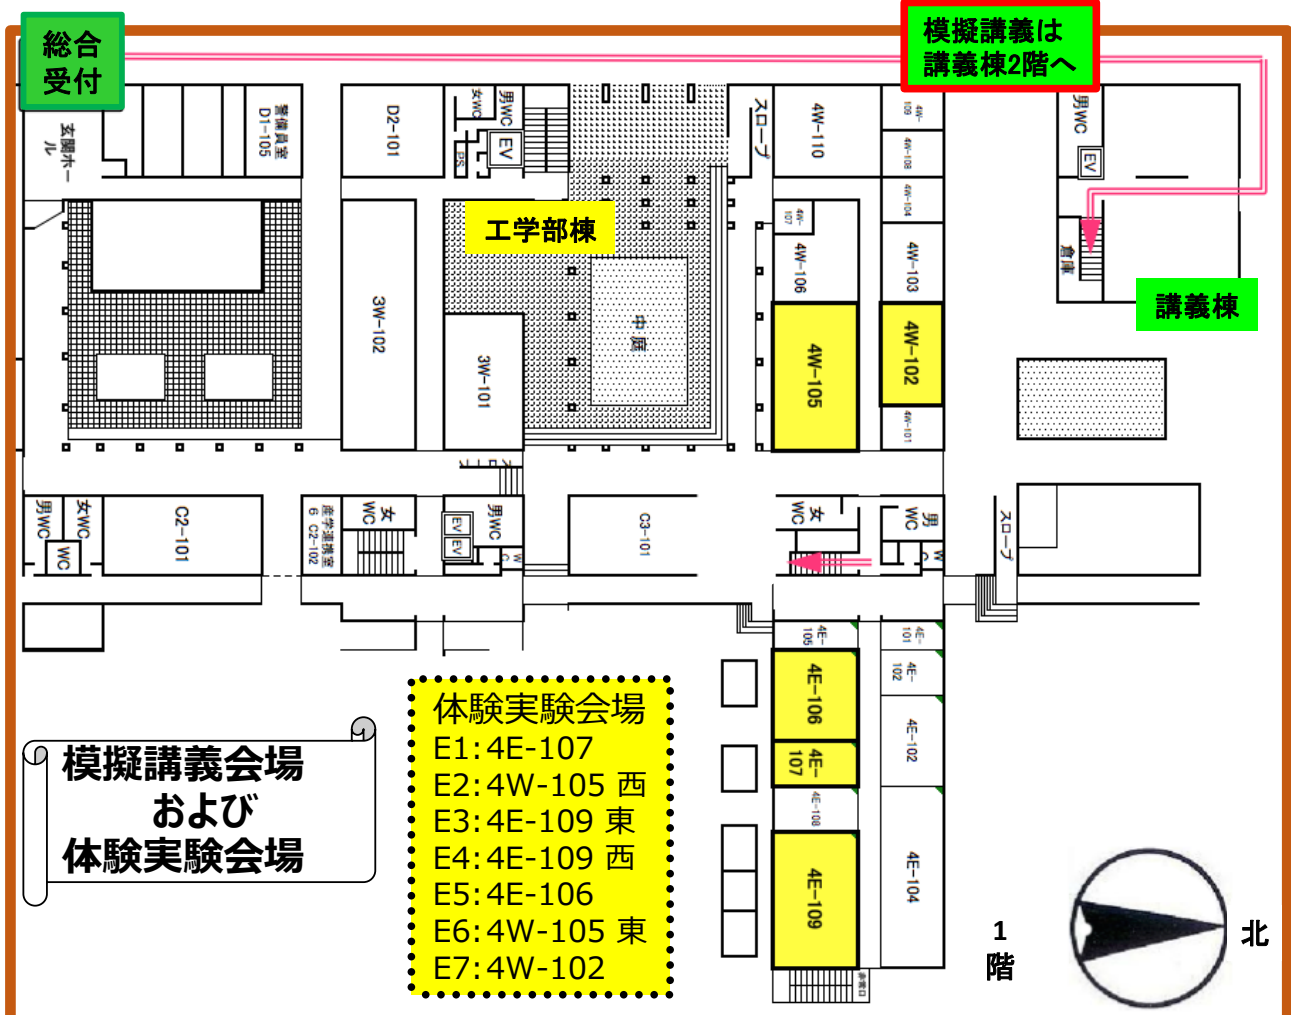 総合
受付
模擬講義は
講義棟2階へ
玄関ホー
ル
警備員室
D1-105
D2-101
女WC
男WC
PS
EV
スロープ
4W-110
4W-
109
4W-108
4W-104
4W-103
4W-102
4W-101
4W-
107
4W-106
4W-105
男WC
EV
倉庫
講義棟
工学部棟
中庭
3W-102
3W-101
スロ
男WC
女WC
WC
C2-101
産学連携室
6 C2-102
女
WC
EV
EV
男WC
W
C
C3-101
女
WC
男
WC
W
C
スロープ
4E-
105
4E-
101
4E-106
4E-
102
4E-
107
4E-102
4E-108
4E-109
4E-104
非常口
模擬講義会場
および
体験実験会場
体験実験会場
E1:4E-107
E2:4W-105 西
E3:4E-109 東
E4:4E-109 西
E5:4E-106
E6:4W-105 東
E7:4W-102
1
階
北